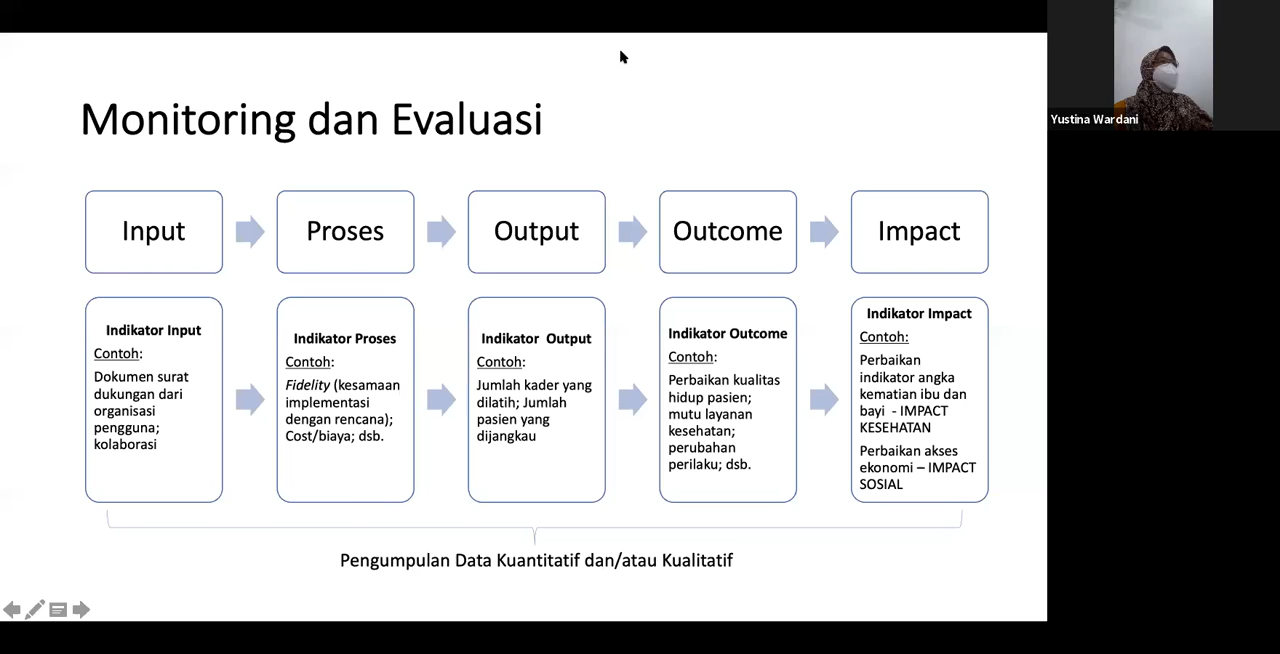 Monitoring dan Evaluasi
Input
Proses
Output
Outcome
Impact
Indikator Input
Contoh:
Dokumen surat
dukungan dari
organisasi
pengguna;
kolaborasi
Indikator Proses
Contoh:
Fidelity (kesamaan
implementasi
dengan rencana);
Cost/biaya; dsb.
Indikator Output
Contoh:
Jumlah kader yang
dilatih; Jumlah
pasien yang
dijangkau
Indikator Outcome
Contoh:
Perbaikan kualitas
hidup pasien;
mutu layanan
kesehatan;
perubahan
perilaku; dsb.
Indikator Impact
Contoh:
Perbaikan
indikator angka
kematian ibu dan
bayi - IMPACT
KESEHATAN
Perbaikan akses
ekonomi – IMPACT
SOSIAL
Pengumpulan Data Kuantitatif dan/atau Kualitatif
Yustina Wardani